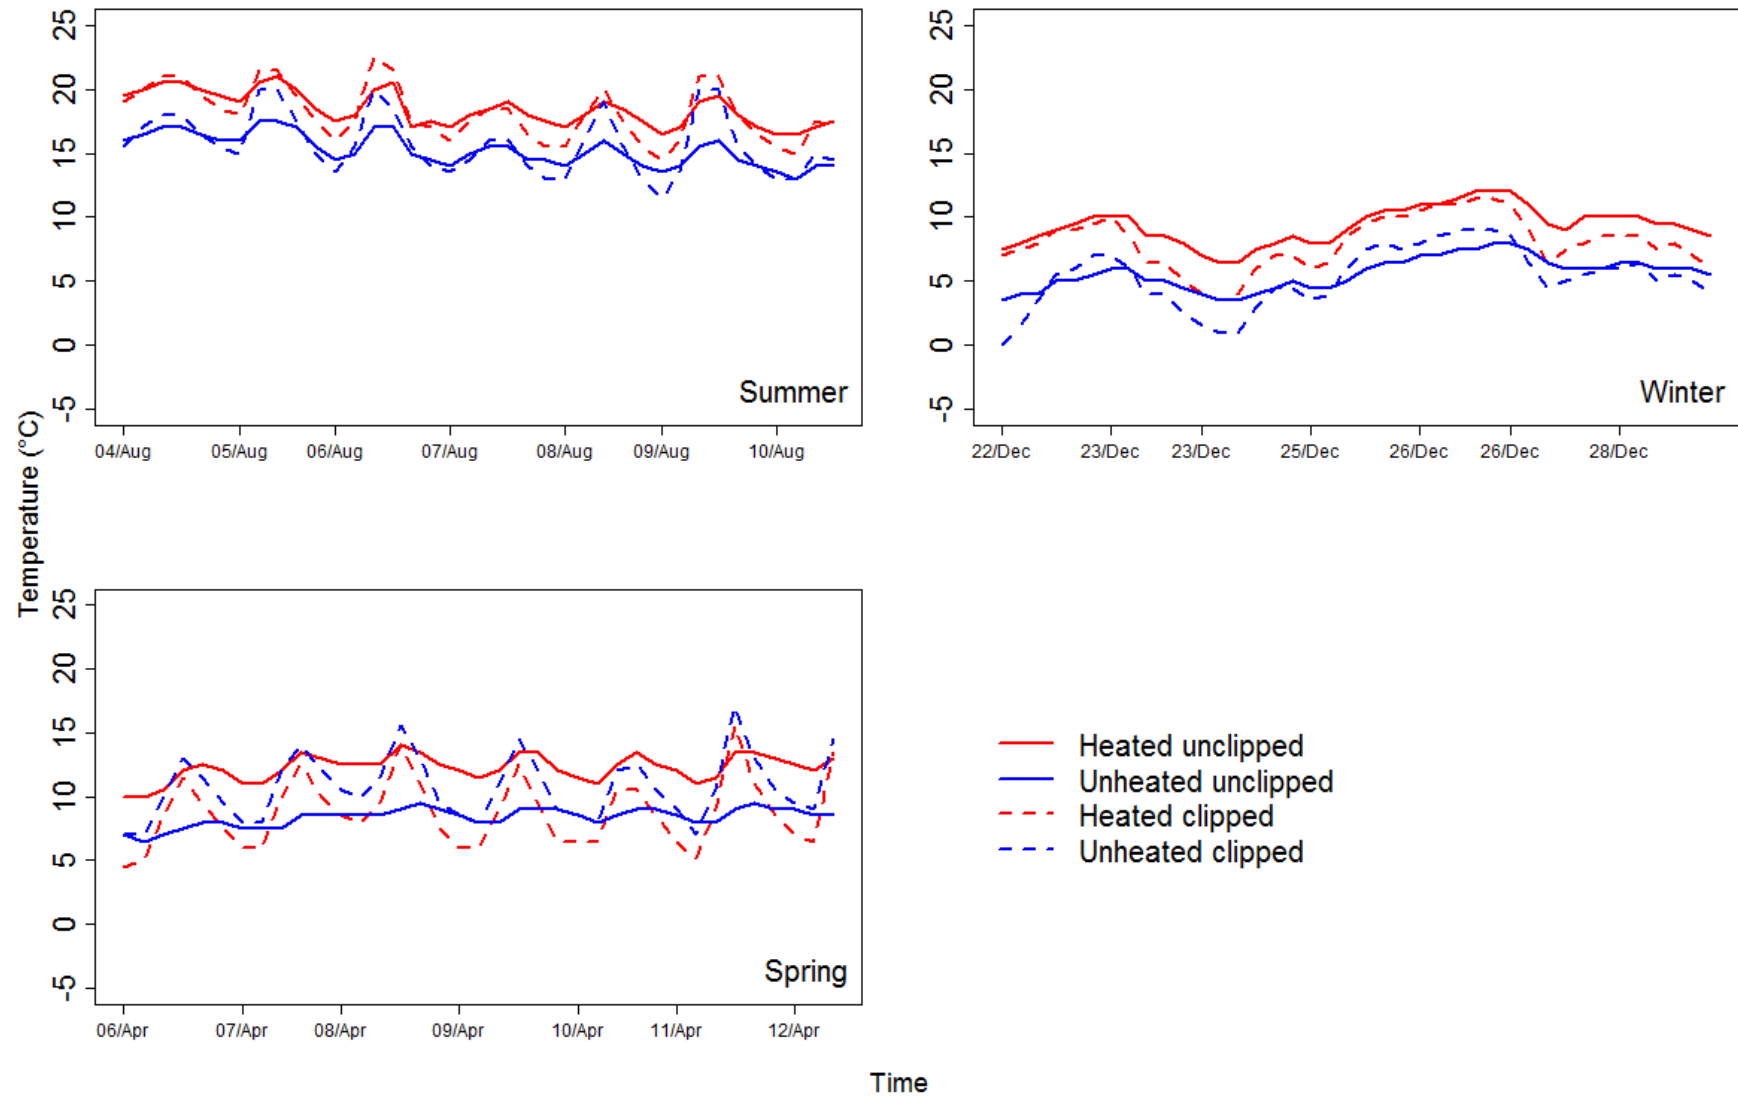 25
20
15
10
5
0
-5
Summer
04/Aug 05/Aug 06/Aug 07/Aug 08/Aug 09/Aug 10/Aug
25
20
15
10
5
0
-5
Winter
22/Dec 23/Dec 23/Dec 25/Dec 26/Dec 26/Dec 28/Dec
Temperature (°C)
25
20
15
10
5
0
-5
Spring
06/Apr 07/Apr 08/Apr 09/Apr 10/Apr 11/Apr 12/Apr
Heated unclipped
Unheated unclipped
Heated clipped
Unheated clipped
Time